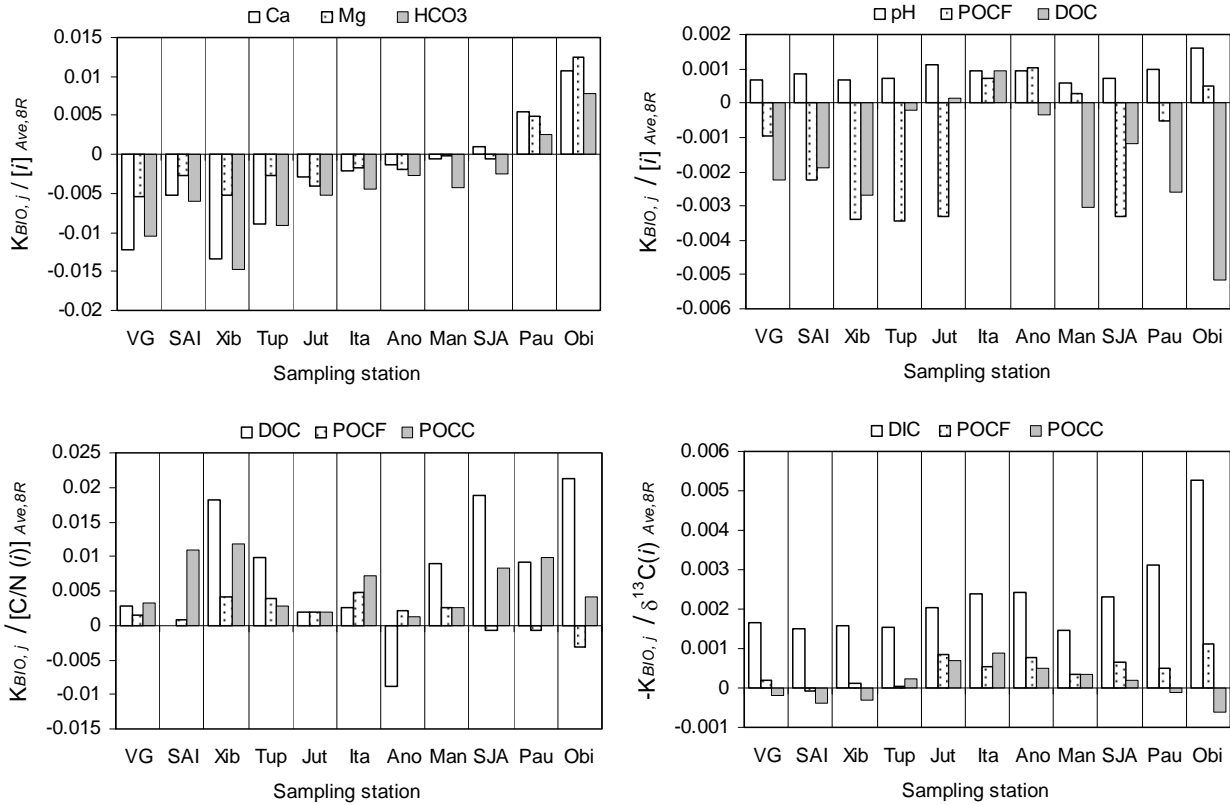 Ca Mg HCO3
0.015
0.01
0.005
0
-0.005
-0.01
-0.015
-0.02
K BIO, j / [i] Ave,8R
VG SAI Xib Tup Jut Ita Ano Man SJA Pau Obi
Sampling station
pH POCF DOC
0.002
0.001
0.000
-0.001
-0.002
-0.003
-0.004
-0.005
-0.006
K BIO, j / [i] Ave,8R
VG SAI Xib Tup Jut Ita Ano Man SJA Pau Obi
Sampling station
DOC POCF POCC
0.025
0.02
0.015
0.01
0.005
0
-0.005
-0.01
-0.015
K BIO, j / [C/N (i)] Ave,8R
VG SAI Xib Tup Jut Ita Ano Man SJA Pau Obi
Sampling station
DIC POCF POCC
0.006
0.005
0.004
0.003
0.002
0.001
0
-0.001
-K BIO, j / δ13C(i) Ave,8R
VG SAI Xib Tup Jut Ita Ano Man SJA Pau Obi
Sampling station